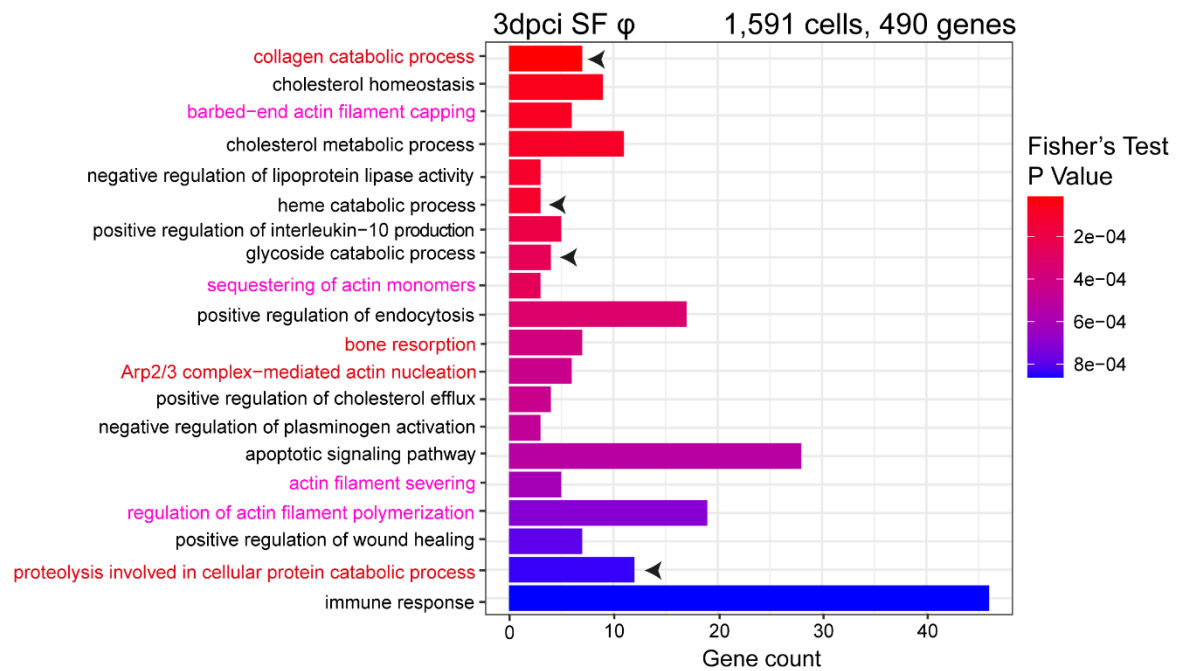 3dpci SF φ 1,591 cells, 490 genes
collagen catabolic process
cholesterol homeostasis
barbed−end actin filament capping
cholesterol metabolic process
negative regulation of lipoprotein lipase activity
heme catabolic process
positive regulation of interleukin−10 production
glycoside catabolic process
sequestering of actin monomers
positive regulation of endocytosis
bone resorption
Arp2/3 complex−mediated actin nucleation
positive regulation of cholesterol efflux
negative regulation of plasminogen activation
apoptotic signaling pathway
actin filament severing
regulation of actin filament polymerization
positive regulation of wound healing
proteolysis involved in cellular protein catabolic process
immune response
0 10 20 30 40
Gene count
Fisher's Test
P Value
2e−04
4e−04
6e−04
8e−04